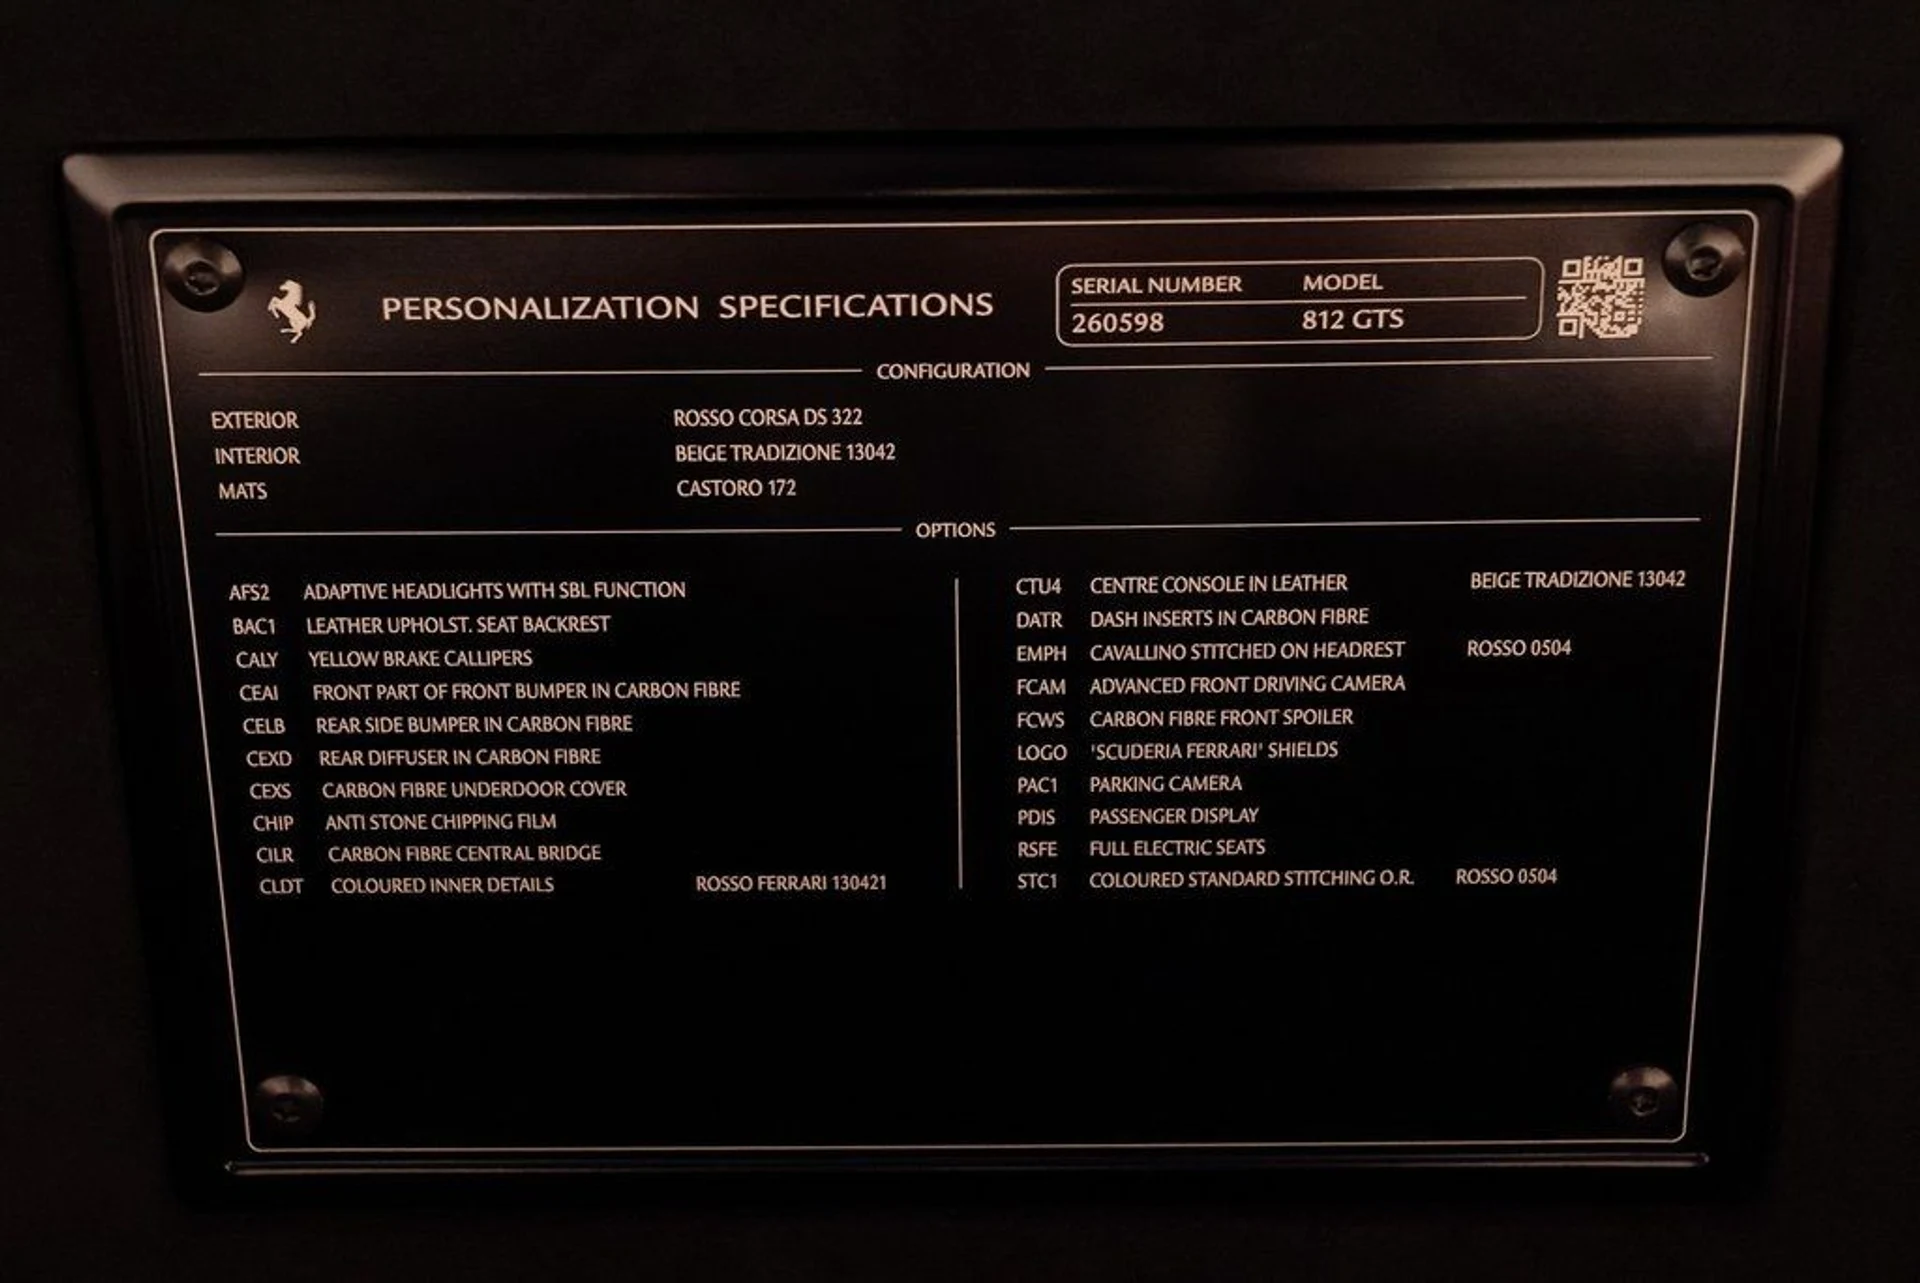 PERSONALIZATION SPECIFICATIONS
SERIAL NUMBER MODEL
260598 812 GTS
CONFIGURATION
EXTERIOR ROSSO CORSA DS 322
INTERIOR BEIGE TRADIZIONE 13042
MATS CASTORO 172
OPTIONS
AFS2 ADAPTIVE HEADLIGHTS WITH SBL FUNCTION
BAC1 LEATHER UPHOLST. SEAT BACKREST
CALY YELLOW BRAKE CALLIPERS
CEA1 FRONT PART OF FRONT BUMPER IN CARBON FIBRE
CELB REAR SIDE BUMPER IN CARBON FIBRE
CEXD REAR DIFFUSER IN CARBON FIBRE
CEXS CARBON FIBRE UNDERDOOR COVER
CHIP ANTI STONE CHIPPING FILM
CILR CARBON FIBRE CENTRAL BRIDGE
CLDT COLOURED INNER DETAILS ROSSO FERRARI 130421
CTU4 CENTRE CONSOLE IN LEATHER BEIGE TRADIZIONE 13042
DATR DASH INSERTS IN CARBON FIBRE
EMPH CAVALLINO STITCHED ON HEADREST ROSSO 0504
FCAM ADVANCED FRONT DRIVING CAMERA
FCWS CARBON FIBRE FRONT SPOILER
LOGO 'SCUDERIA FERRARI' SHIELDS
PAC1 PARKING CAMERA
PDIS PASSENGER DISPLAY
RSFE FULL ELECTRIC SEATS
STC1 COLOURED STANDARD STITCHING O.R. ROSSO 0504